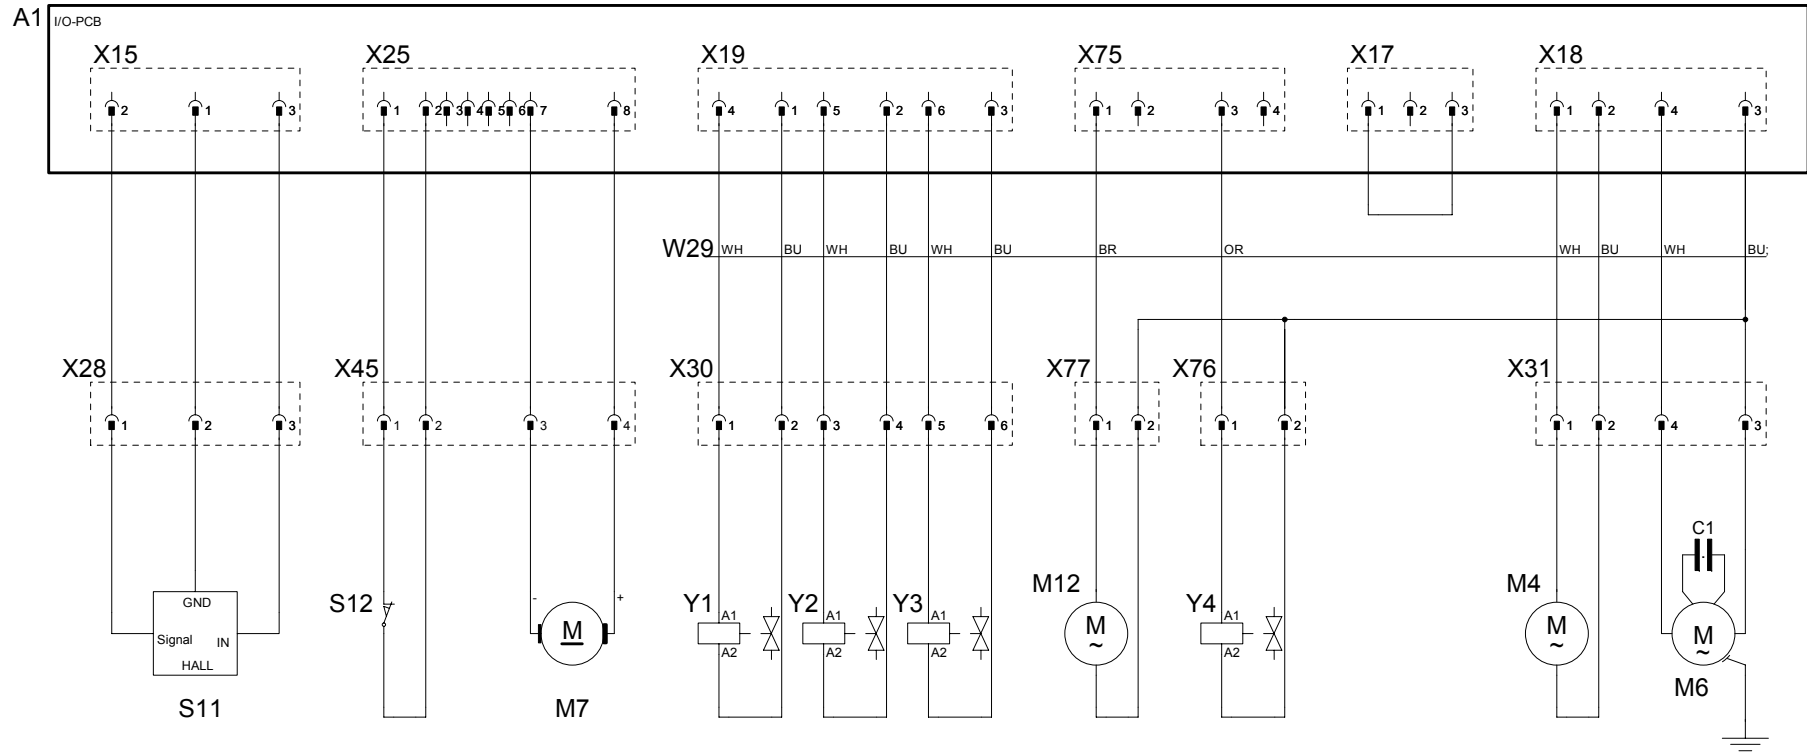 A1 I/O-PCB
X15 X25 X19 X75 X17 X18
2 1 3 1 2 3 4 5 6 7 8 4 1 5 2 6 3 1 2 3 4 1 2 3 1 2 4 3
W29 WH BU WH BU WH BU BR OR WH BU WH BU;
X28 X45 X30 X77 X76 X31
1 2 3 1 2 3 4 1 2 3 4 5 6 1 2 1 2 1 2 4 3
C1
S12 - + Y1 Y2 Y3 M12 Y4 M4
GND A1 A1 A1 A1
Signal IN M M M M
~ ~ ~
HALL A2 A2 A2 A2
S11 M7 M6